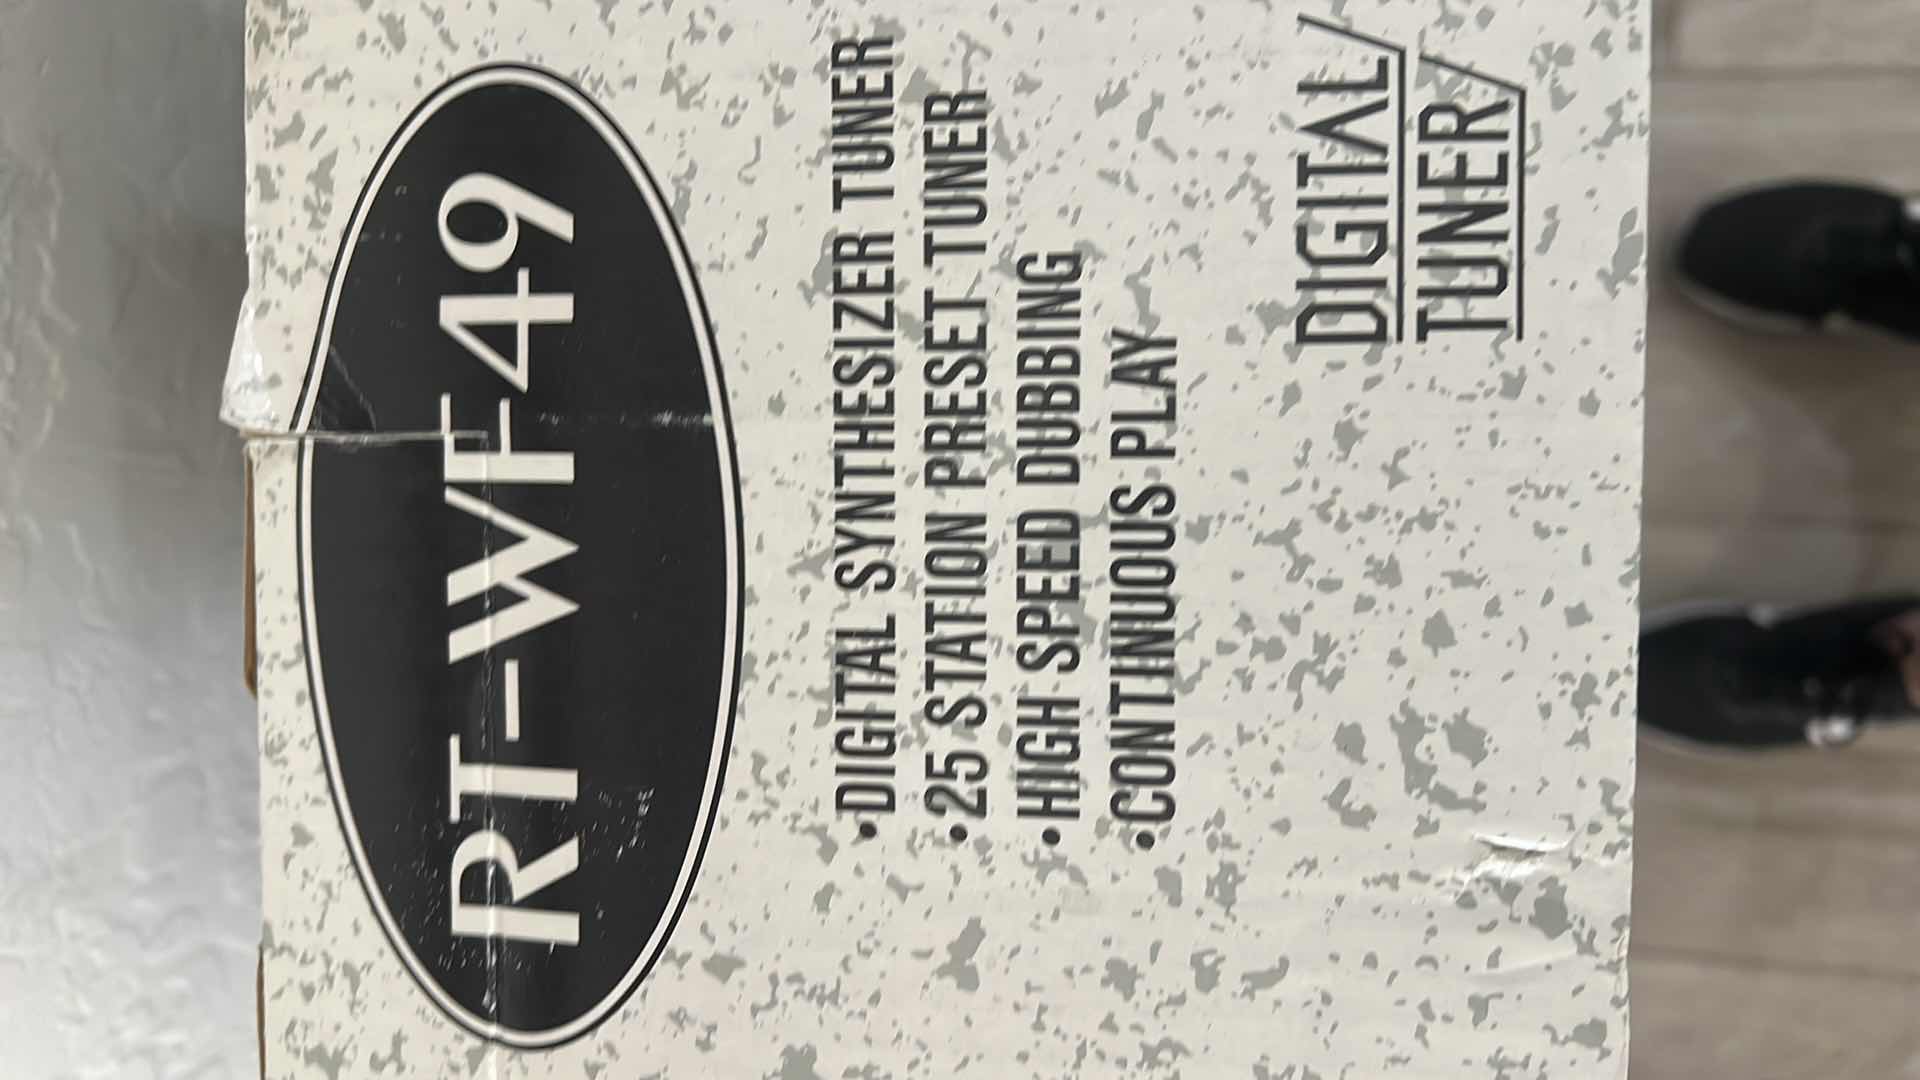 RT-WF49
•DIGITAL SYNTHESIZER TUNER
•25 STATION PRESET TUNER
•HIGH SPEED DUBBING
•CONTINUOUS PLAY
DIGITAL
TUNER